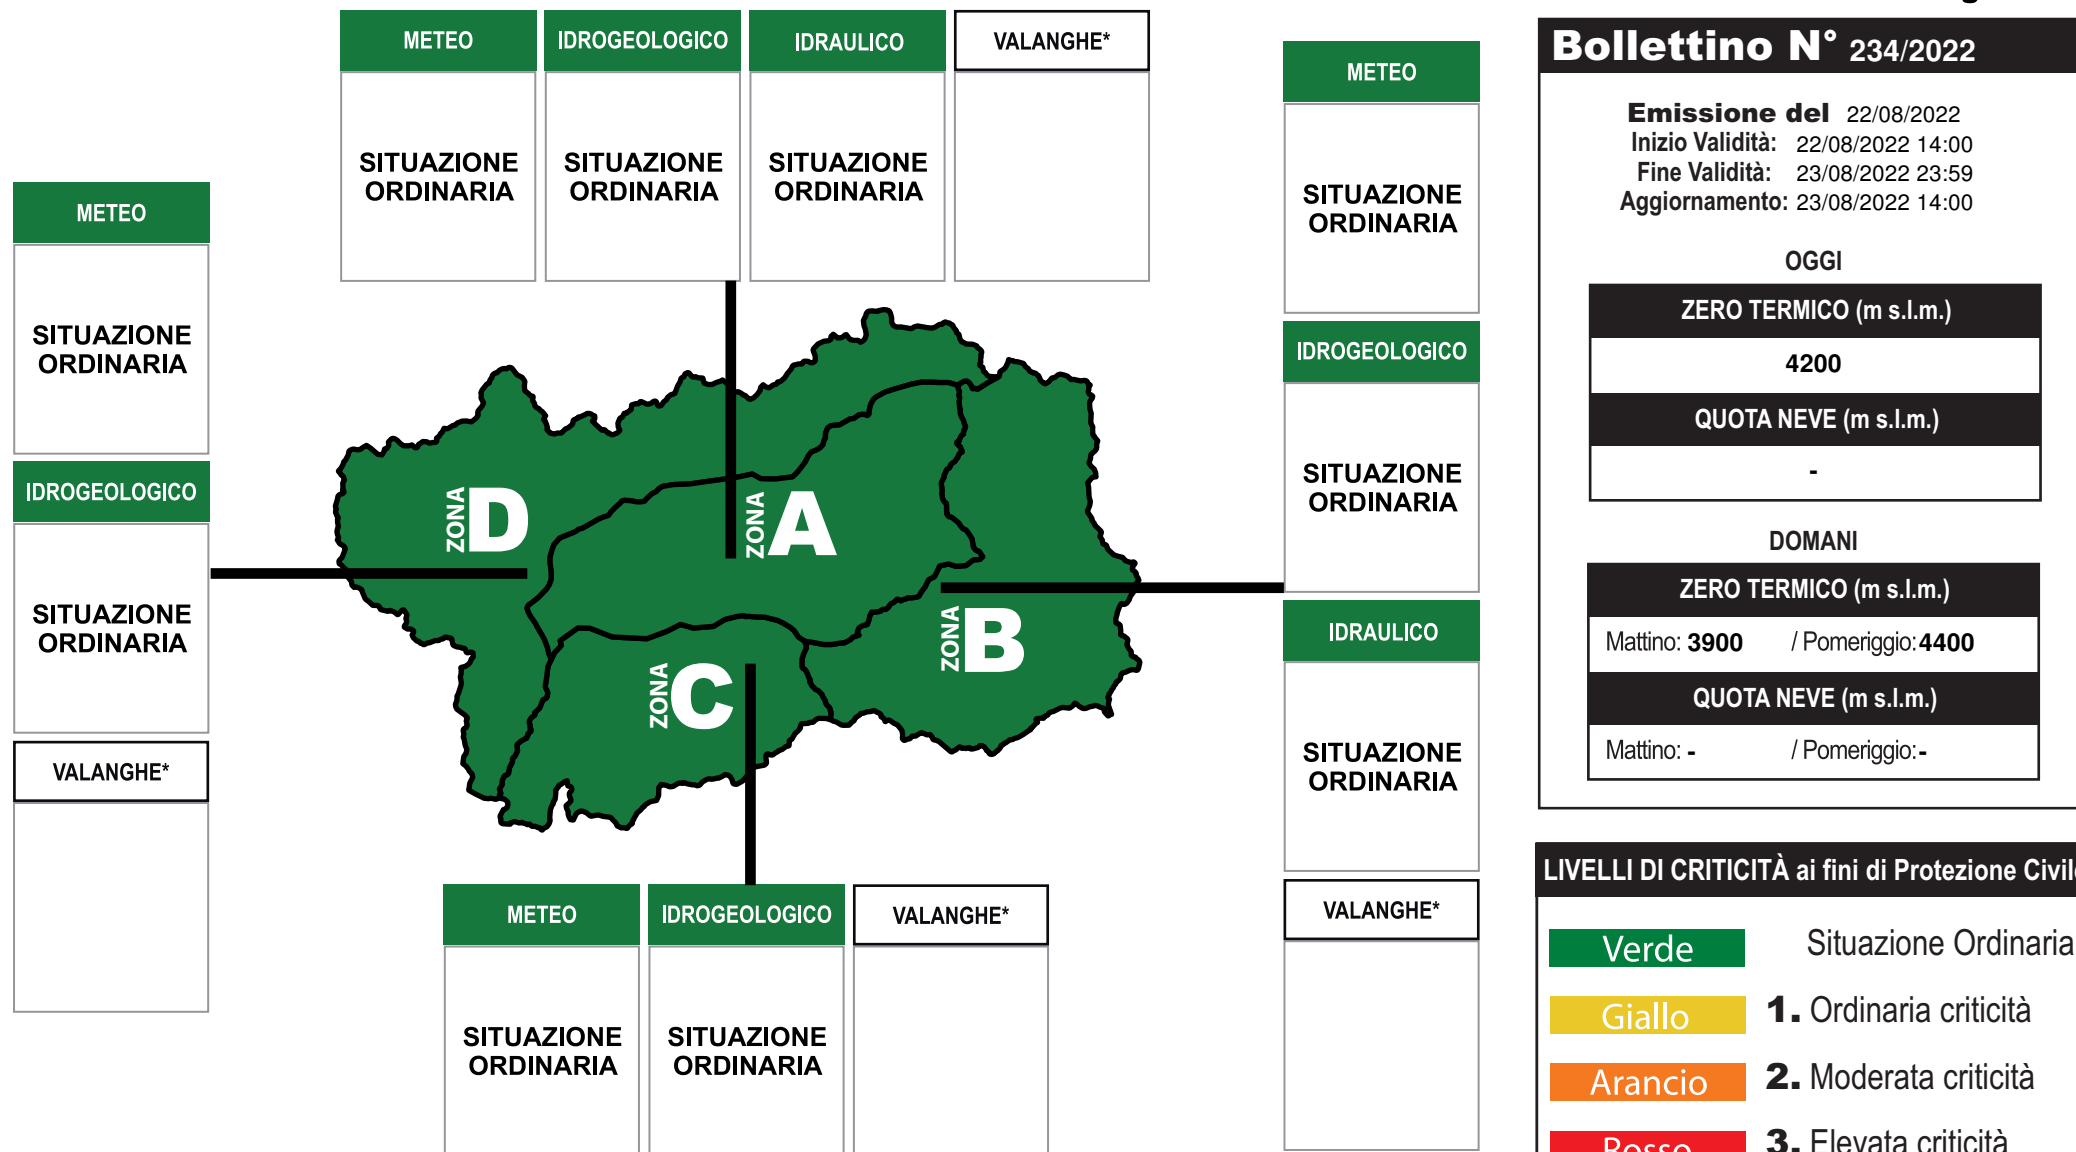 METEO
IDROGEOLOGICO
IDRAULICO
VALANGHE*
SITUAZIONE
ORDINARIA
SITUAZIONE
ORDINARIA
SITUAZIONE
ORDINARIA
METEO
SITUAZIONE
ORDINARIA
IDROGEOLOGICO
SITUAZIONE
ORDINARIA
VALANGHE*
ZONA D
ZONA A
ZONA B
ZONA C
METEO
SITUAZIONE
ORDINARIA
IDROGEOLOGICO
SITUAZIONE
ORDINARIA
IDRAULICO
SITUAZIONE
ORDINARIA
VALANGHE*
METEO
IDROGEOLOGICO
VALANGHE*
SITUAZIONE
ORDINARIA
SITUAZIONE
ORDINARIA
Bollettino N° 234/2022
Emissione del 22/08/2022
Inizio Validità: 22/08/2022 14:00
Fine Validità: 23/08/2022 23:59
Aggiornamento: 23/08/2022 14:00
OGGI
ZERO TERMICO (m s.l.m.)
4200
QUOTA NEVE (m s.l.m.)
-
DOMANI
ZERO TERMICO (m s.l.m.)
Mattino: 3900 / Pomeriggio: 4400
QUOTA NEVE (m s.l.m.)
Mattino: - / Pomeriggio: -
LIVELLI DI CRITICITÀ ai fini di Protezione Civile
Verde Situazione Ordinaria
Giallo 1. Ordinaria criticità
Arancio 2. Moderata criticità
Rosso 3. Elevata criticità